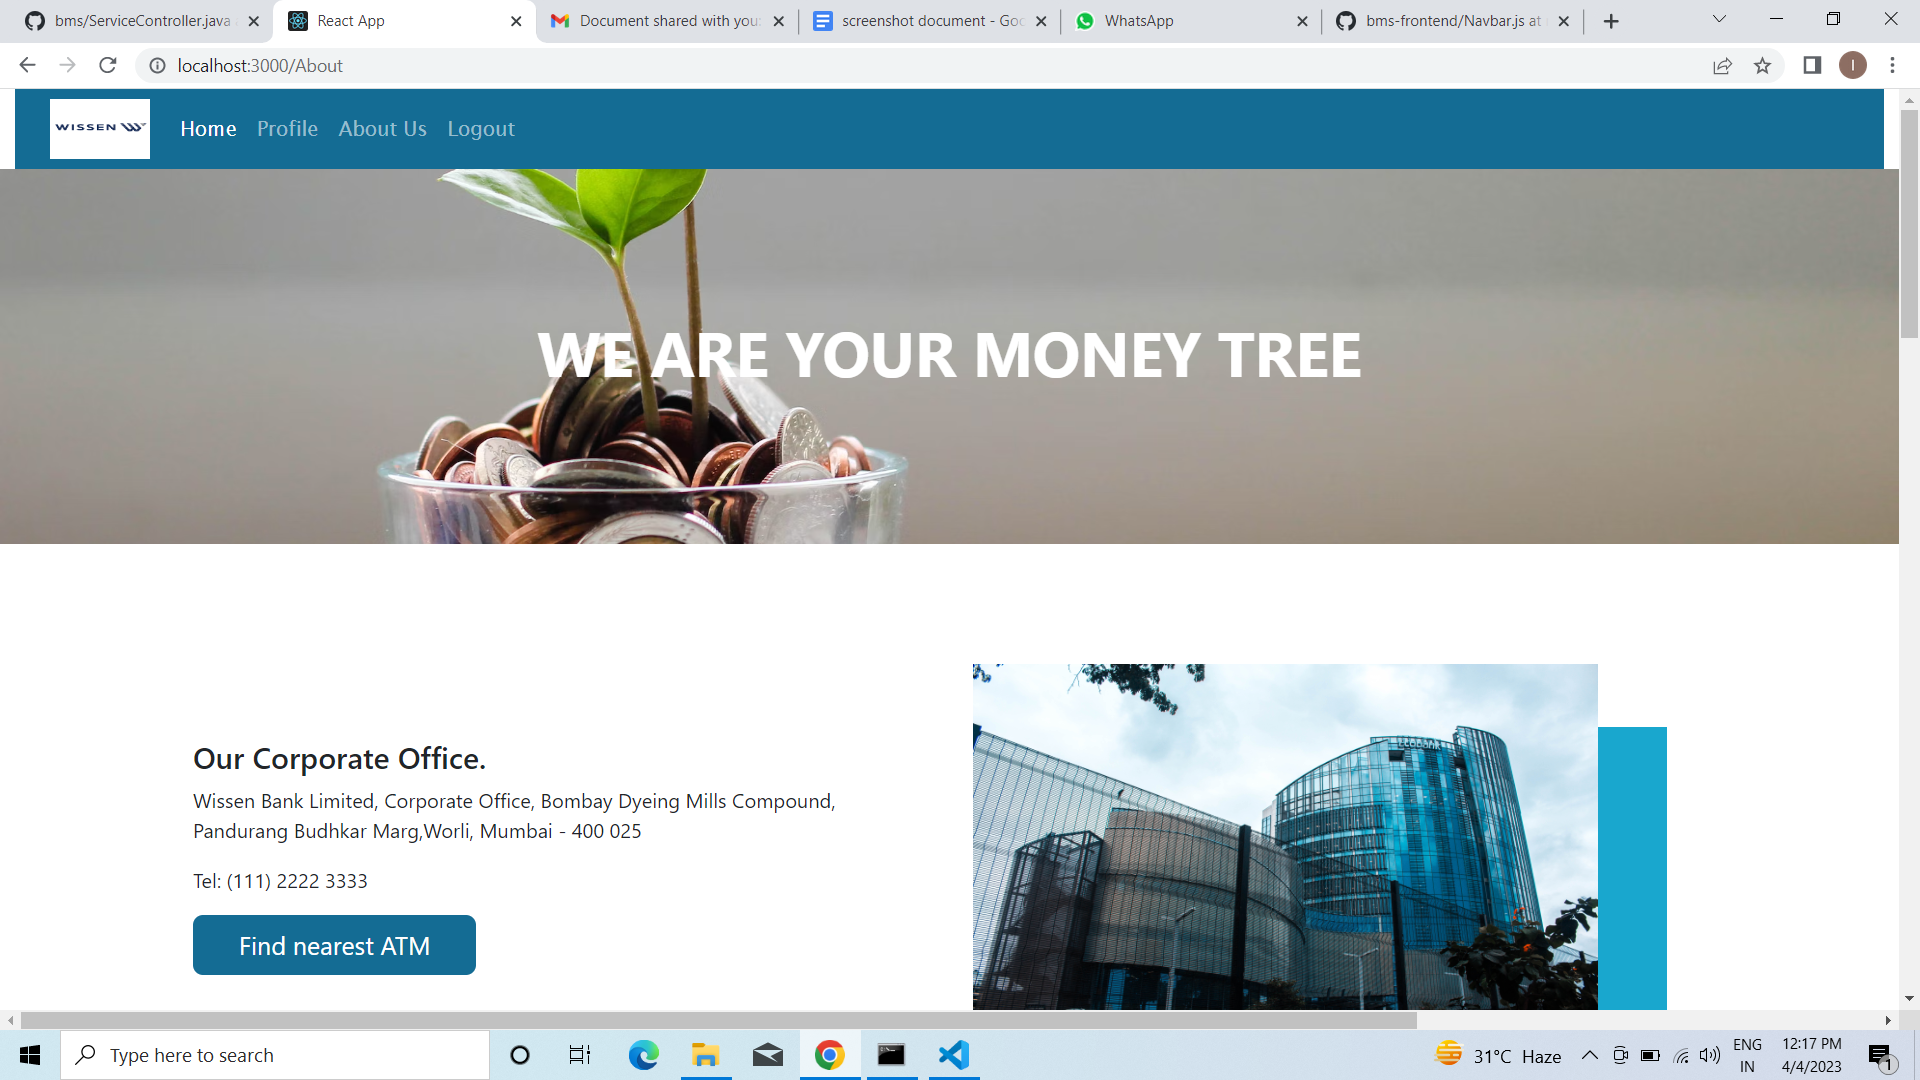 bms/ServiceController.java
React App
Document shared with you:
screenshot document - Goo
WhatsApp
bms-frontend/Navbar.js at
localhost:3000/About
WISSEN
Home
Profile
About Us
Logout
WE ARE YOUR MONEY TREE
Our Corporate Office.
Wissen Bank Limited, Corporate Office, Bombay Dyeing Mills Compound,
Pandurang Budhkar Marg,Worli, Mumbai - 400 025
Tel: (111) 2222 3333
Find nearest ATM
Ecobank
Type here to search
31°C Haze
ENG
IN
12:17 PM
4/4/2023
1
I